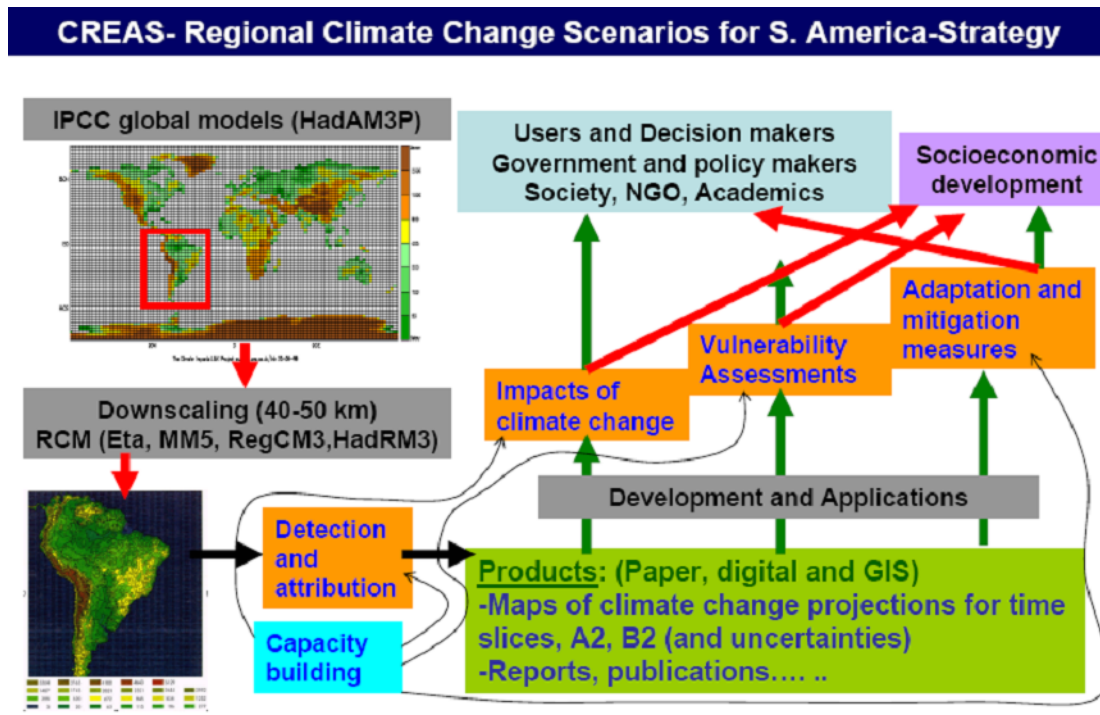 CREAS- Regional Climate Change Scenarios for S. America-Strategy
IPCC global models (HadAM3P)
Downscaling (40-50 km)
RCM (Eta, MM5, RegCM3,HadRM3)
Users and Decision makers
Government and policy makers
Society, NGO, Academics
Socioeconomic
development
Adaptation and
mitigation
measures
Vulnerability
Assessments
Impacts of
climate change
Development and Applications
Detection
and
attribution
Capacity
building
Products: (Paper, digital and GIS)
-Maps of climate change projections for time
slices, A2, B2 (and uncertainties)
-Reports, publications…. ..